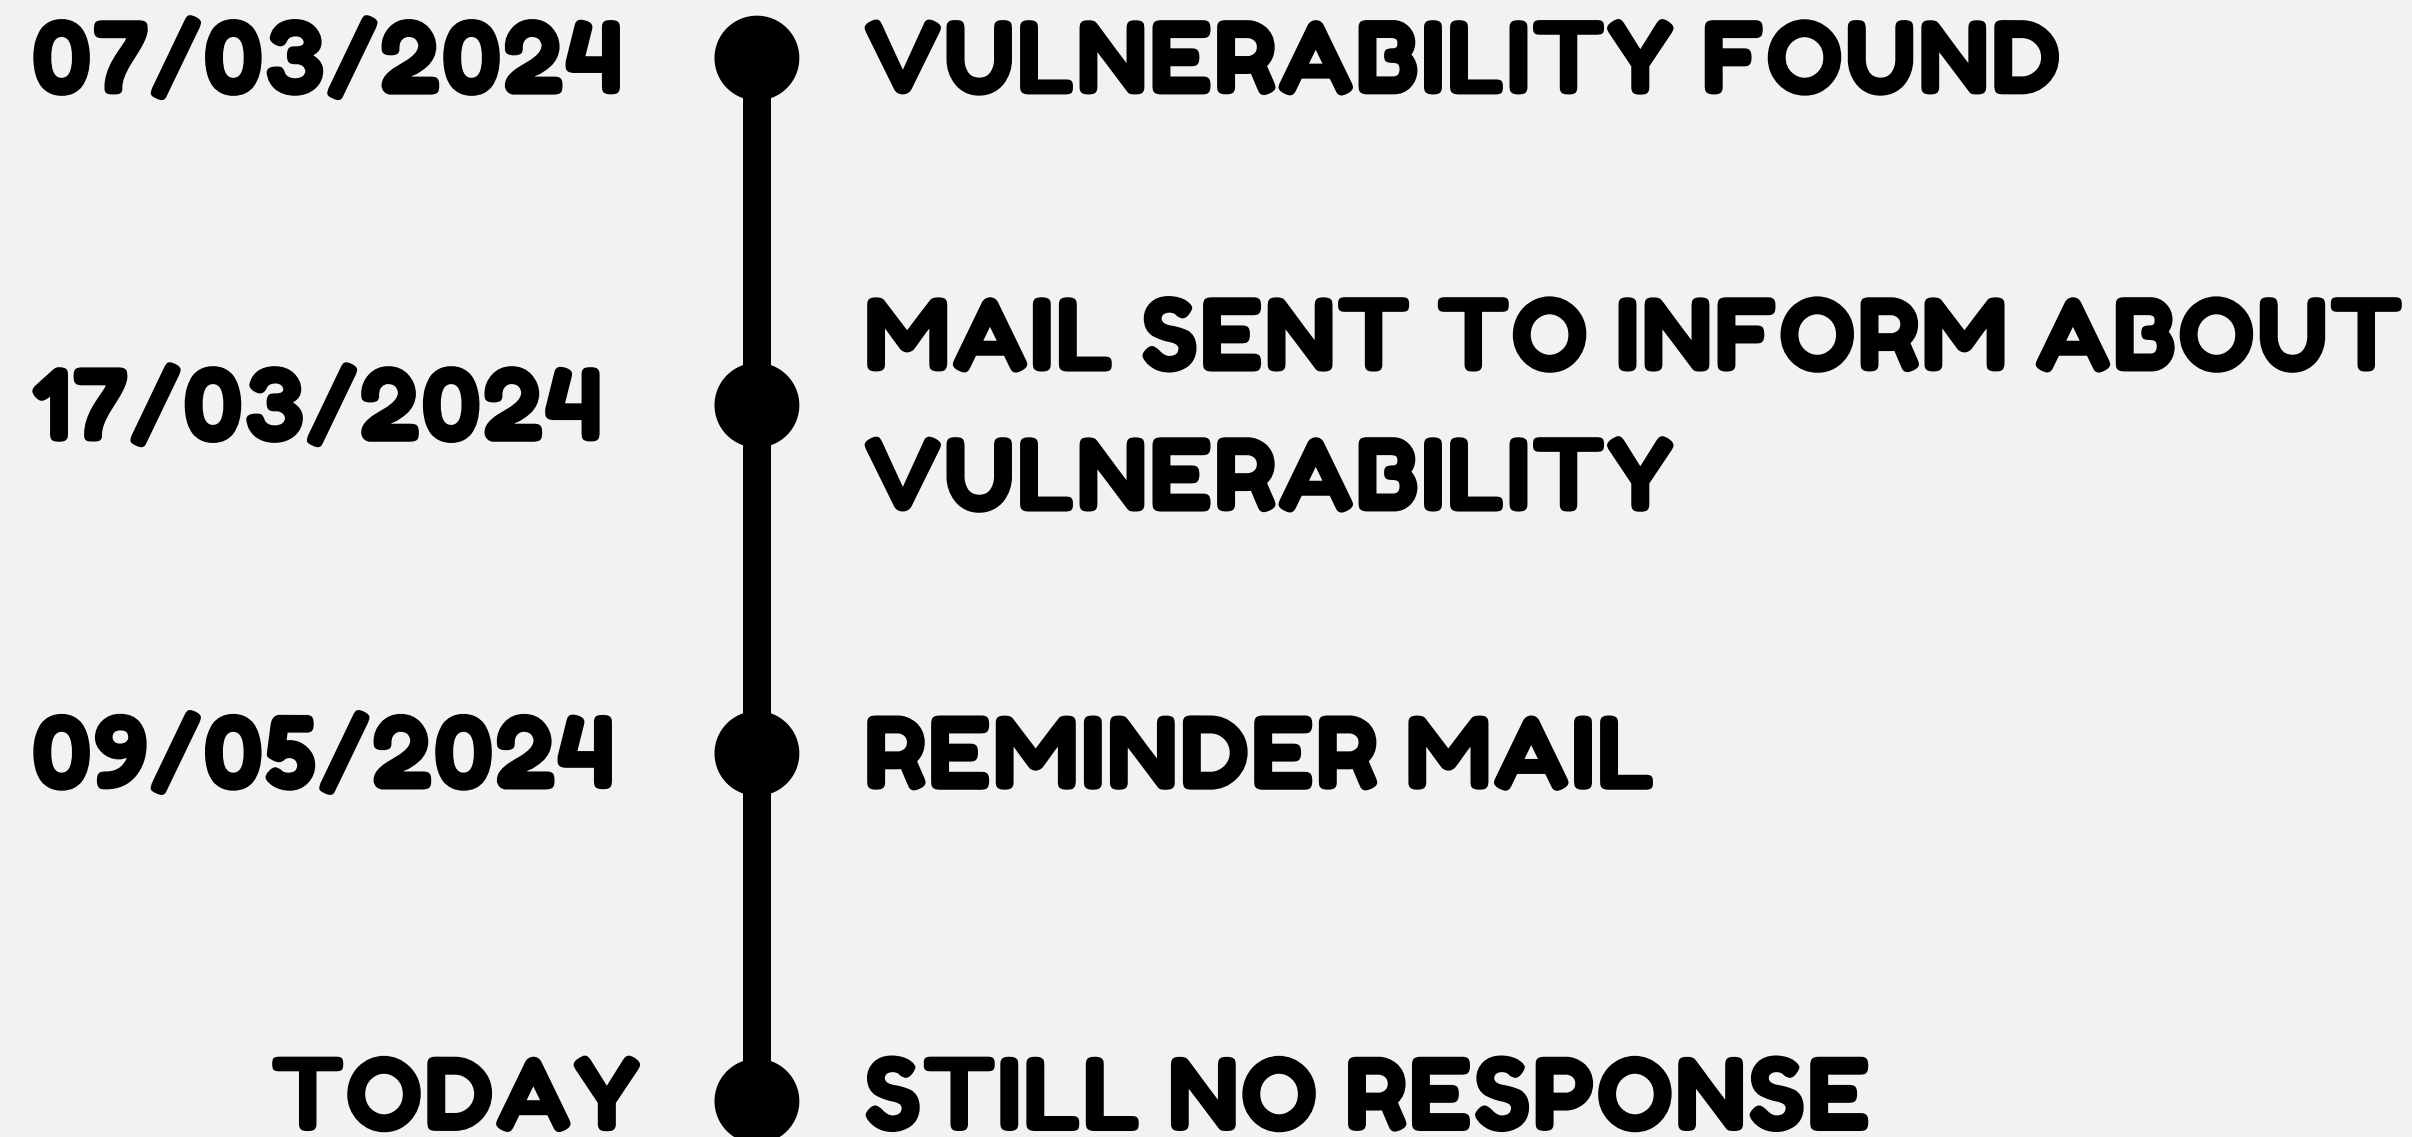 07/03/2024 VULNERABILITY FOUND
MAIL SENT TO INFORM ABOUT
17/03/2024
VULNERABILITY
09/05/2024 REMINDER MAIL
TODAY STILL NO RESPONSE